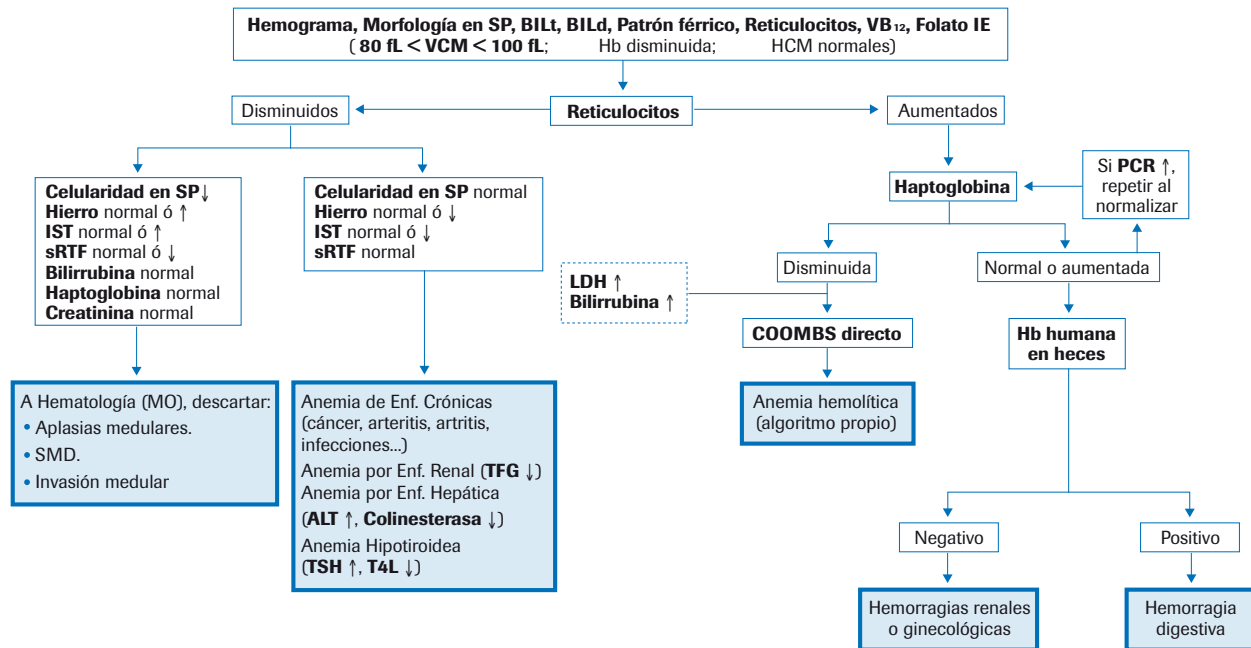 Hemograma, Morfología en SP, BILt, BILd, Patrón férrico, Reticulocitos, VB₁₂, Folato IE
( 80 fL < VCM < 100 fL; Hb disminuida; HCM normales)
Disminuidos
Reticulocitos
Aumentados
Celularidad en SP↓
Hierro normal ó ↑
IST normal ó ↑
sRTF normal ó ↓
Bilirrubina normal
Haptoglobina normal
Creatinina normal
Celularidad en SP normal
Hierro normal ó ↓
IST normal ó ↓
sRTF normal
Haptoglobina
Si PCR ↑,
repetir al
normalizar
Disminuida
Normal o aumentada
LDH ↑
Bilirrubina ↑
COOMBS directo
Hb humana
en heces
A Hematología (MO), descartar:
• Aplasias medulares.
• SMD.
• Invasión medular
Anemia de Enf. Crónicas
(cáncer, arteritis, artritis,
infecciones...)
Anemia por Enf. Renal (TFG ↓)
Anemia por Enf. Hepática
(ALT ↑, Colinesterasa ↓)
Anemia Hipotiroidea
(TSH ↑, T4L ↓)
Anemia hemolítica
(algoritmo propio)
Negativo
Positivo
Hemorragias renales
o ginecológicas
Hemorragia
digestiva